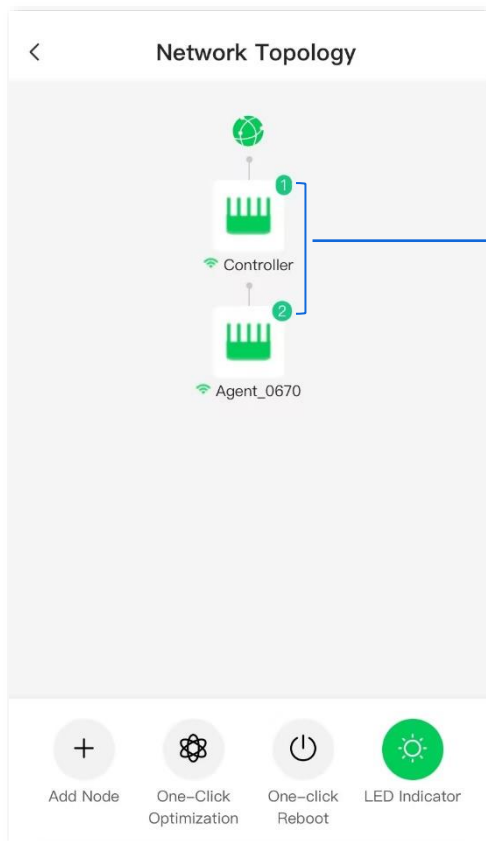 Network Topology
1
Controller
2
Agent_0670
Add Node
One-Click
Optimization
One-click
Reboot
LED Indicator